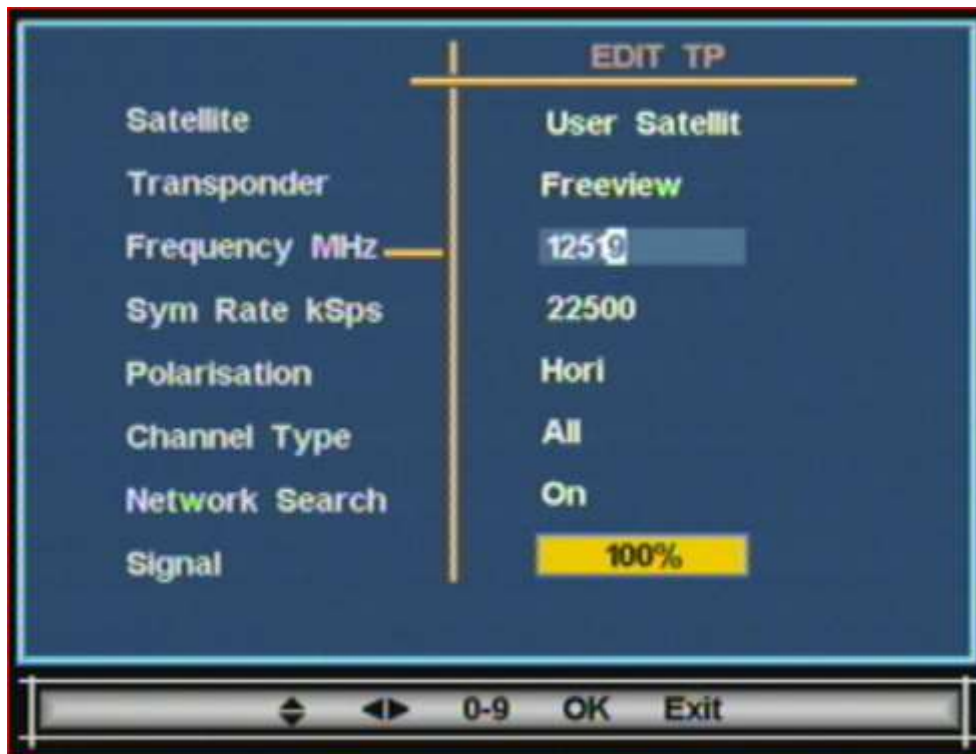 EDIT TP
Satellite User Satellit
Transponder Freeview
Frequency MHz 12519
Sym Rate kSps 22500
Polarisation Hori
Channel Type All
Network Search On
Signal 100%
0-9 OK Exit